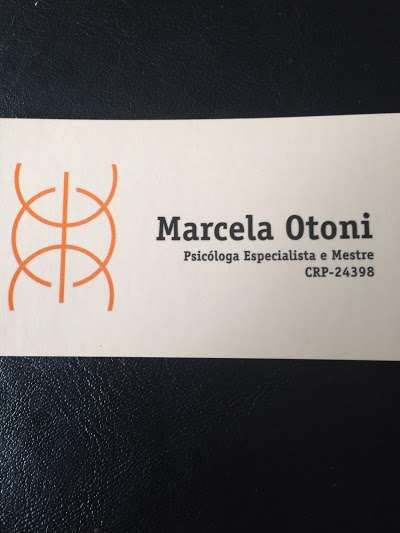 Marcela Otoni
Psicóloga Especialista e Mestre
CRP-24398